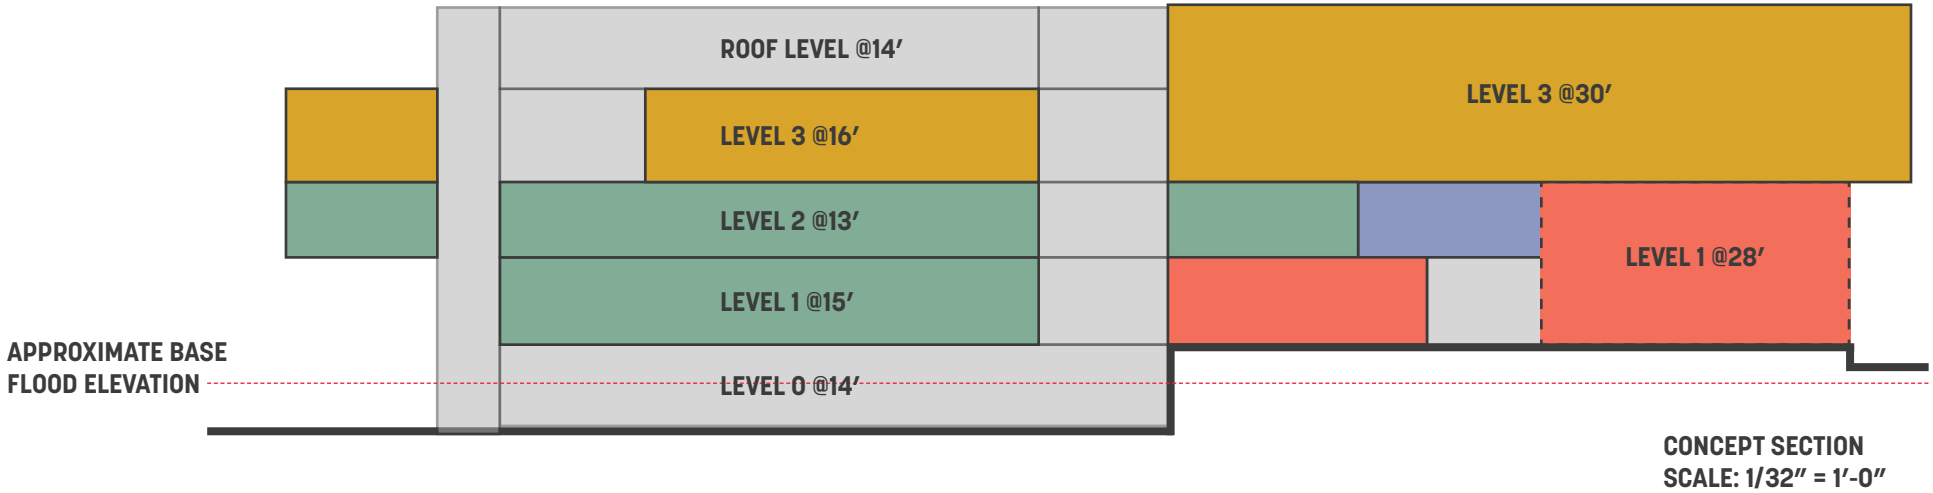 ROOF LEVEL @14′
LEVEL 3 @30′
LEVEL 3 @16′
LEVEL 2 @13′
LEVEL 1 @28′
LEVEL 1 @15′
APPROXIMATE BASE
FLOOD ELEVATION
LEVEL 0 @14′
CONCEPT SECTION
SCALE: 1/32″ = 1′-0″